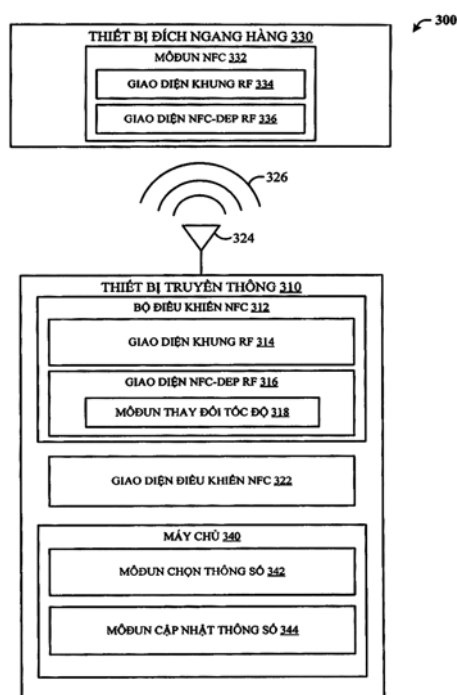 300
THIẾT BỊ ĐÍCH NGANG HÀNG 330
MÔĐUN NFC 332
GIAO DIỆN KHUNG RF 334
GIAO DIỆN NFC-DEP RF 336
326
324
THIẾT BỊ TRUYỀN THÔNG 310
BỘ ĐIỀU KHIỂN NFC 312
GIAO DIỆN KHUNG RF 314
GIAO DIỆN NFC-DEP RF 316
MÔĐUN THAY ĐỔI TỐC ĐỘ 318
GIAO DIỆN ĐIỀU KHIỂN NFC 322
MÁY CHỦ 340
MÔĐUN CHỌN THÔNG SỐ 342
MÔĐUN CẬP NHẬT THÔNG SỐ 344